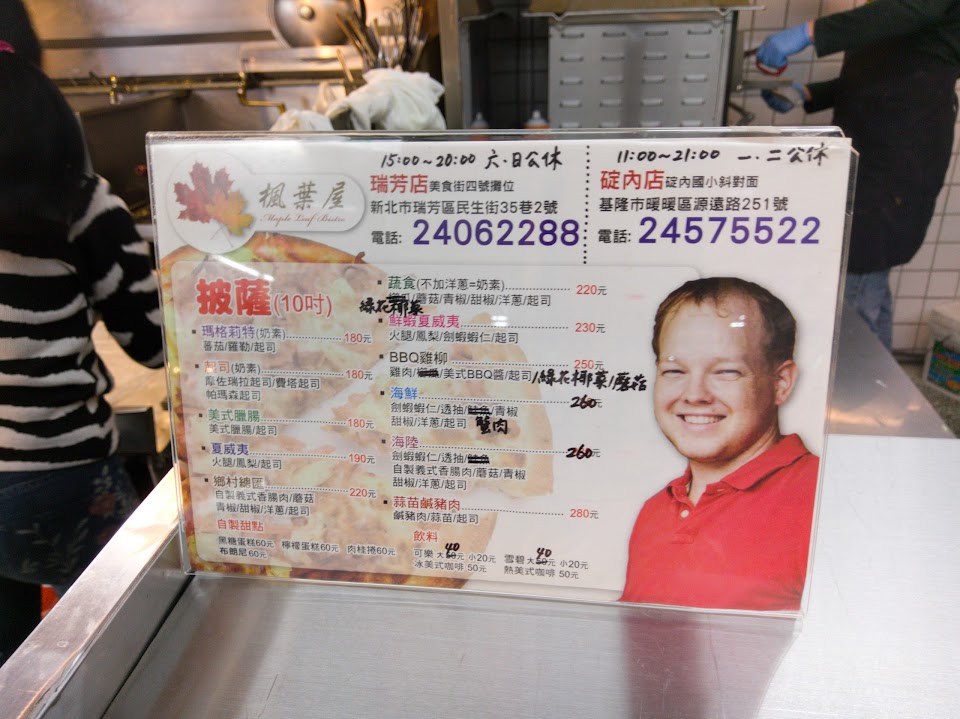 楓葉屋
Maple Leaf Bistro
15:00~20:00 六、日公休
瑞芳店 美食街四號攤位
新北市瑞芳區民生街35巷2號
電話: 24062288
11:00~21:00 一、二公休
碇內店 碇內國小斜對面
基隆市暖暖區源遠路251號
電話: 24575522
披薩(10吋)
瑪格莉特(奶素) 180元
番茄/羅勒/起司
起司(奶素) 180元
摩佐瑞拉起司/費塔起司
帕瑪森起司
美式臘腸 180元
美式臘腸/起司
夏威夷 190元
火腿/鳳梨/起司
鄉村總匯 220元
自製義式香腸肉/蘑菇
青椒/甜椒/洋蔥/起司
自製甜點
黑糖蛋糕60元 檸檬蛋糕60元 肉桂捲60元
布朗尼60元
蔬食(不加洋蔥=奶素) 220元
綠花椰菜/蘑菇/青椒/甜椒/洋蔥/起司
鮮蝦夏威夷 230元
火腿/鳳梨/劍蝦蝦仁/起司
BBQ雞柳 250元
雞肉/美式BBQ醬/起司/綠花椰菜/蘑菇
海鮮 260元
劍蝦蝦仁/透抽/青椒
甜椒/洋蔥/起司 蟹肉
海陸 260元
劍蝦蝦仁/透抽/
自製義式香腸肉/蘑菇/青椒
甜椒/洋蔥/起司
蒜苗鹹豬肉 280元
鹹豬肉/蒜苗/起司
飲料
可樂 大40元 小20元 雪碧 大40元 小20元
冰美式咖啡 50元 熱美式咖啡 50元